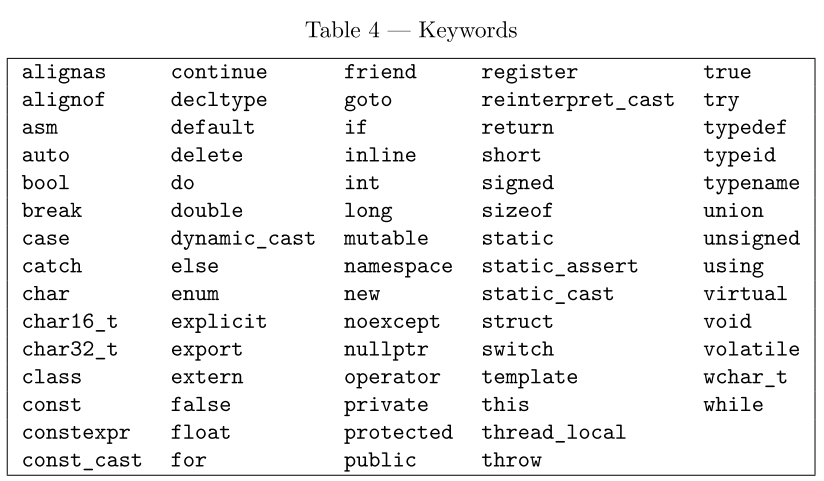 Table 4 — Keywords
alignas continue friend register true
alignof decltype goto reinterpret_cast try
asm default if return typedef
auto delete inline short typeid
bool do int signed typename
break double long sizeof union
case dynamic_cast mutable static unsigned
catch else namespace static_assert using
char enum new static_cast virtual
char16_t explicit noexcept struct void
char32_t export nullptr switch volatile
class extern operator template wchar_t
const false private this while
constexpr float protected thread_local
const_cast for public throw